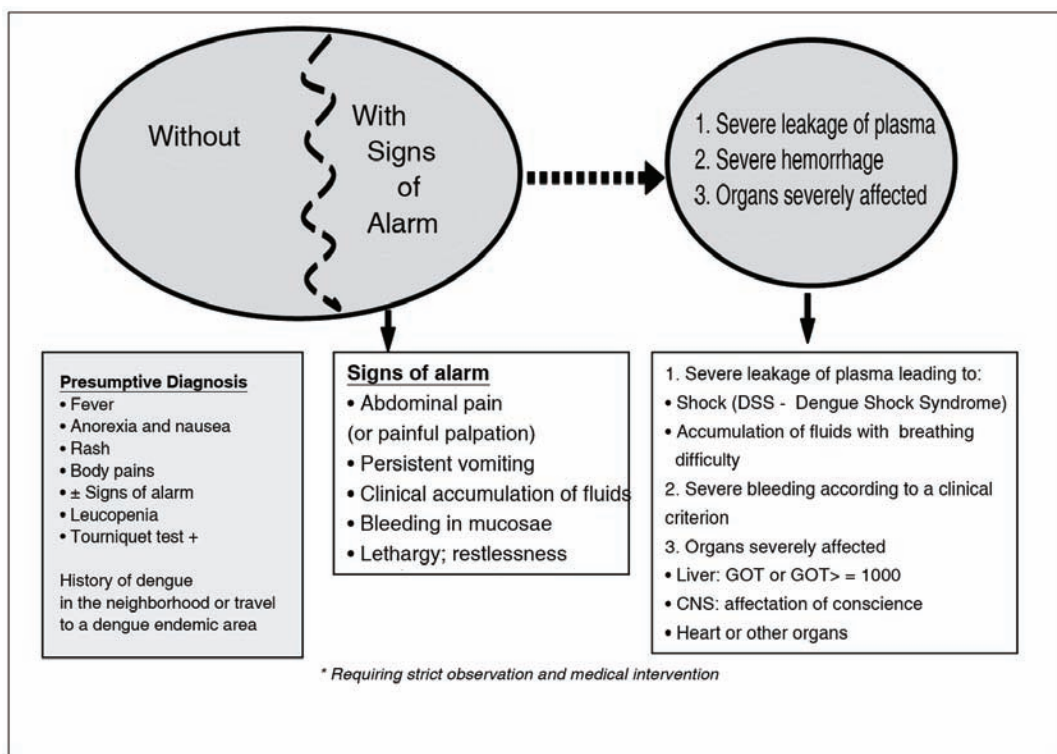 Without
With
Signs
of
Alarm
1. Severe leakage of plasma
2. Severe hemorrhage
3. Organs severely affected
Presumptive Diagnosis
• Fever
• Anorexia and nausea
• Rash
• Body pains
• ± Signs of alarm
• Leucopenia
• Tourniquet test +
History of dengue
in the neighborhood or travel
to a dengue endemic area
Signs of alarm
• Abdominal pain
(or painful palpation)
• Persistent vomiting
• Clinical accumulation of fluids
• Bleeding in mucosae
• Lethargy; restlessness
1. Severe leakage of plasma leading to:
• Shock (DSS - Dengue Shock Syndrome)
• Accumulation of fluids with breathing
difficulty
2. Severe bleeding according to a clinical
criterion
3. Organs severely affected
• Liver: GOT or GOT> = 1000
• CNS: affectation of conscience
• Heart or other organs
* Requiring strict observation and medical intervention